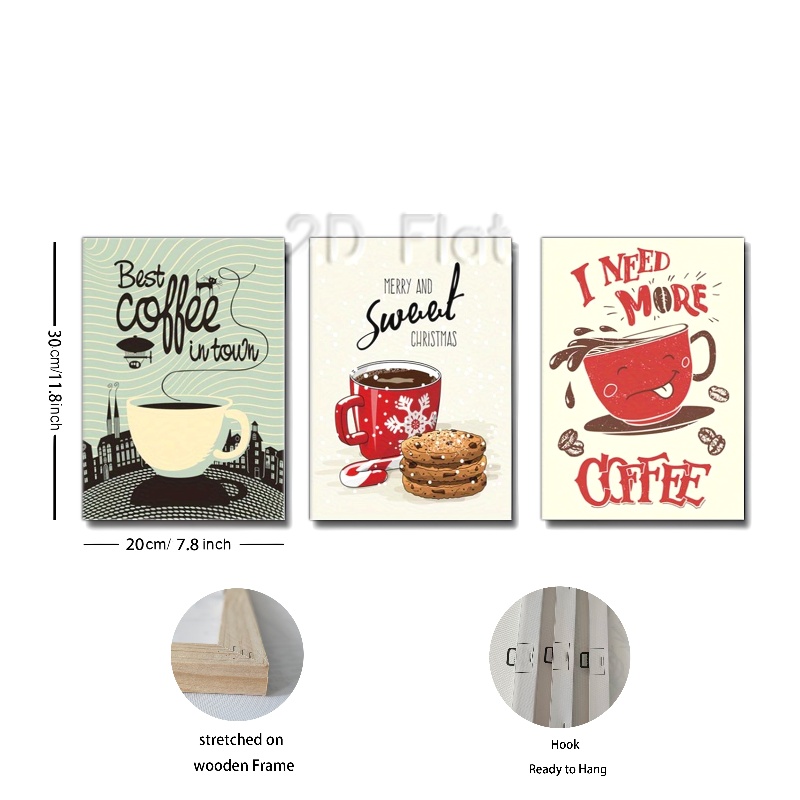 2D Flat
Best
coffee
in town
MERRY AND
sweet
CHRISTMAS
I NEED
MORE
COFFEE
30cm/11.8inch
20cm/ 7.8 inch
stretched on
wooden Frame
Hook
Ready to Hang